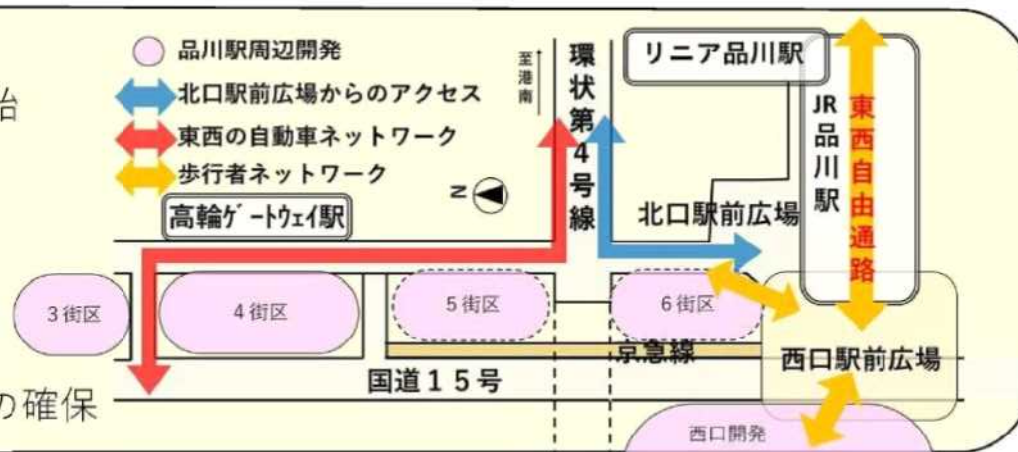 品川駅周辺開発
北口駅前広場からのアクセス
東西の自動車ネットワーク
歩行者ネットワーク
至港南
環状第4号線
リニア品川駅
JR品川駅
東西自由通路
N
高輪ゲートウェイ駅
北口駅前広場
3街区
4街区
5街区
6街区
京急線
国道15号
西口駅前広場
の確保
西口開発